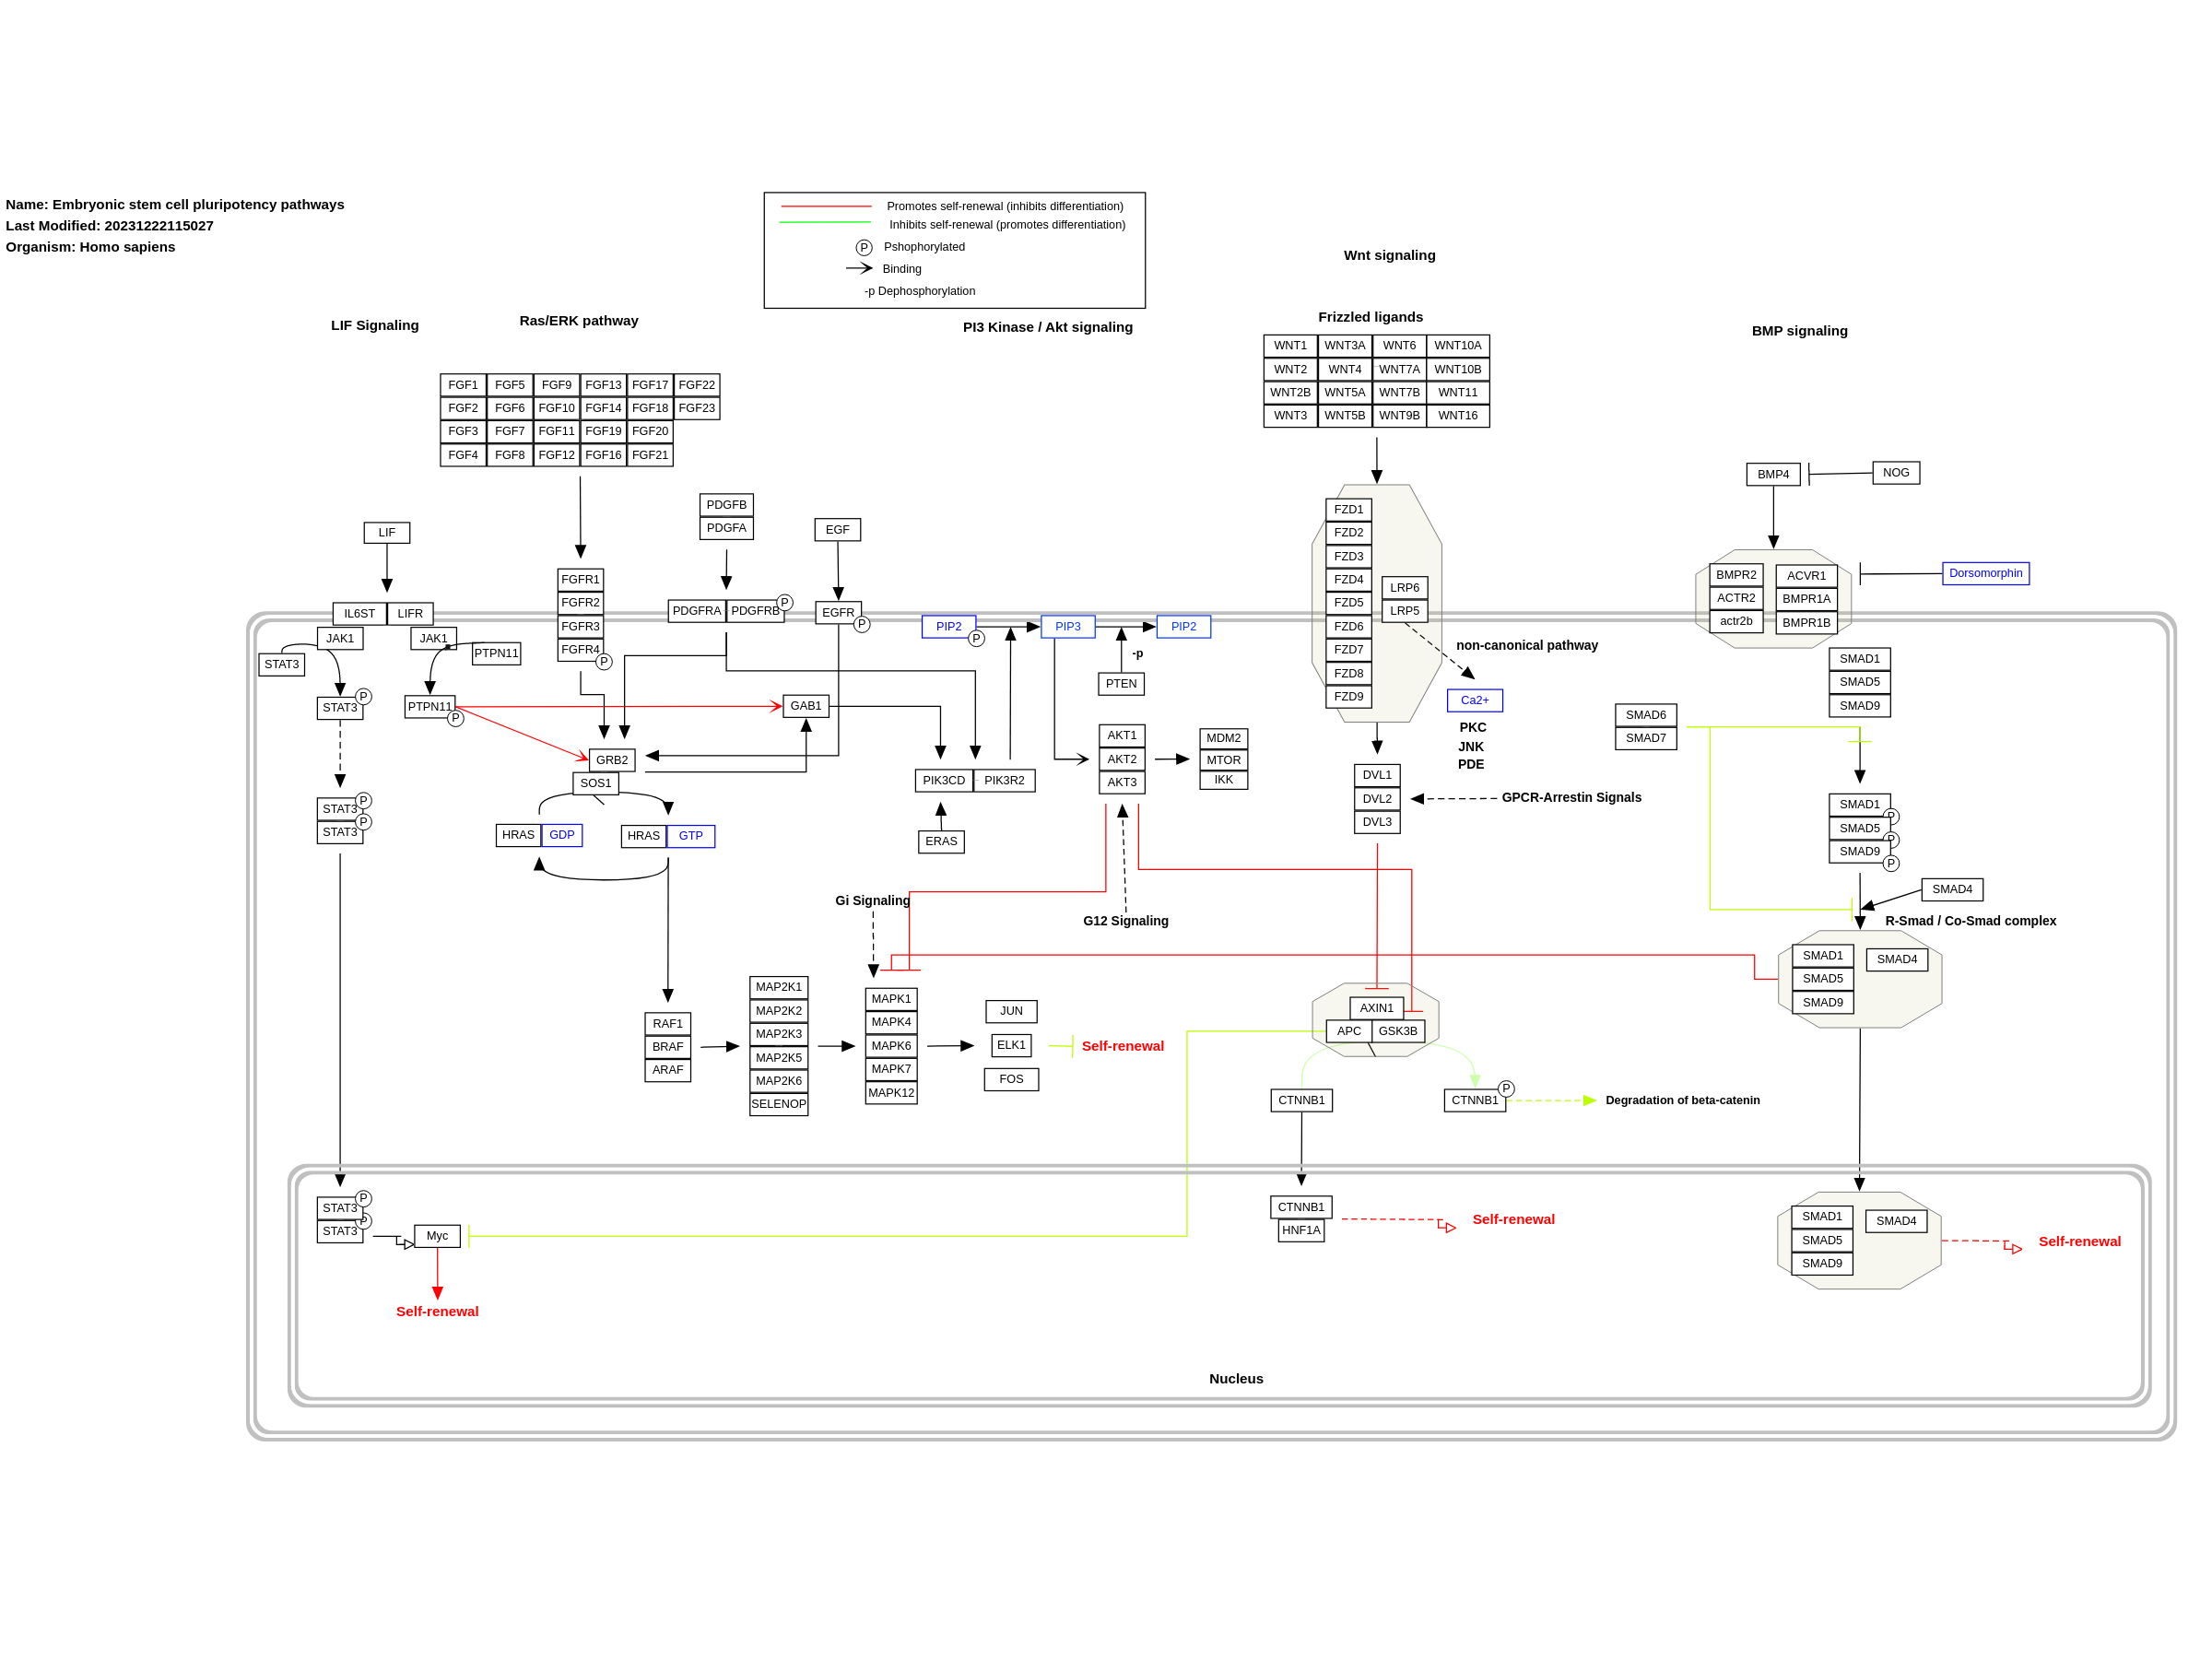 Name: Embryonic stem cell pluripotency pathways
Last Modified: 20231222115027
Organism: Homo sapiens
Promotes self-renewal (inhibits differentiation)
Inhibits self-renewal (promotes differentiation)
P Pshophorylated
Binding
-p Dephosphorylation
LIF Signaling
Ras/ERK pathway
PI3 Kinase / Akt signaling
Wnt signaling
Frizzled ligands
BMP signaling
FGF1 FGF5 FGF9 FGF13 FGF17 FGF22
FGF2 FGF6 FGF10 FGF14 FGF18 FGF23
FGF3 FGF7 FGF11 FGF19 FGF20
FGF4 FGF8 FGF12 FGF16 FGF21
WNT1 WNT3A WNT6 WNT10A
WNT2 WNT4 WNT7A WNT10B
WNT2B WNT5A WNT7B WNT11
WNT3 WNT5B WNT9B WNT16
BMP4 NOG
LIF
PDGFB
PDGFA
EGF
IL6ST LIFR
JAK1 JAK1
STAT3 PTPN11
STAT3 P
PTPN11 P
STAT3 P
STAT3 P
FGFR1
FGFR2
FGFR3
FGFR4 P
PDGFRA PDGFRB P
EGFR P
PIP2 P PIP3 PIP2
-p
PTEN
GAB1
GRB2
SOS1
HRAS GDP
HRAS GTP
PIK3CD PIK3R2
ERAS
AKT1
AKT2
AKT3
MDM2
MTOR
IKK
FZD1
FZD2
FZD3
FZD4
FZD5
FZD6
FZD7
FZD8
FZD9
LRP6
LRP5
non-canonical pathway
Ca2+
PKC
JNK
PDE
DVL1
DVL2
DVL3
GPCR-Arrestin Signals
BMPR2 ACVR1
ACTR2 BMPR1A
actr2b BMPR1B
Dorsomorphin
SMAD1
SMAD5
SMAD9
SMAD6
SMAD7
SMAD1 P
SMAD5 P
SMAD9 P
SMAD4
R-Smad / Co-Smad complex
SMAD1 SMAD4
SMAD5
SMAD9
Gi Signaling
G12 Signaling
RAF1
BRAF
ARAF
MAP2K1
MAP2K2
MAP2K3
MAP2K5
MAP2K6
SELENOP
MAPK1
MAPK4
MAPK6
MAPK7
MAPK12
JUN
ELK1
FOS
Self-renewal
AXIN1
APC GSK3B
CTNNB1
CTNNB1 P
Degradation of beta-catenin
STAT3 P
STAT3 P
Myc
Self-renewal
CTNNB1
HNF1A
Self-renewal
SMAD1 SMAD4
SMAD5
SMAD9
Self-renewal
Nucleus